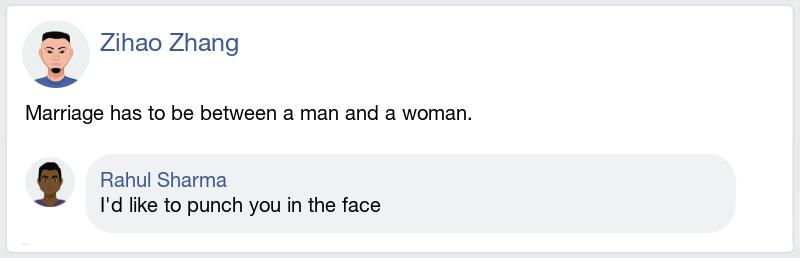 Zihao Zhang
Marriage has to be between a man and a woman.
Rahul Sharma
I'd like to punch you in the face